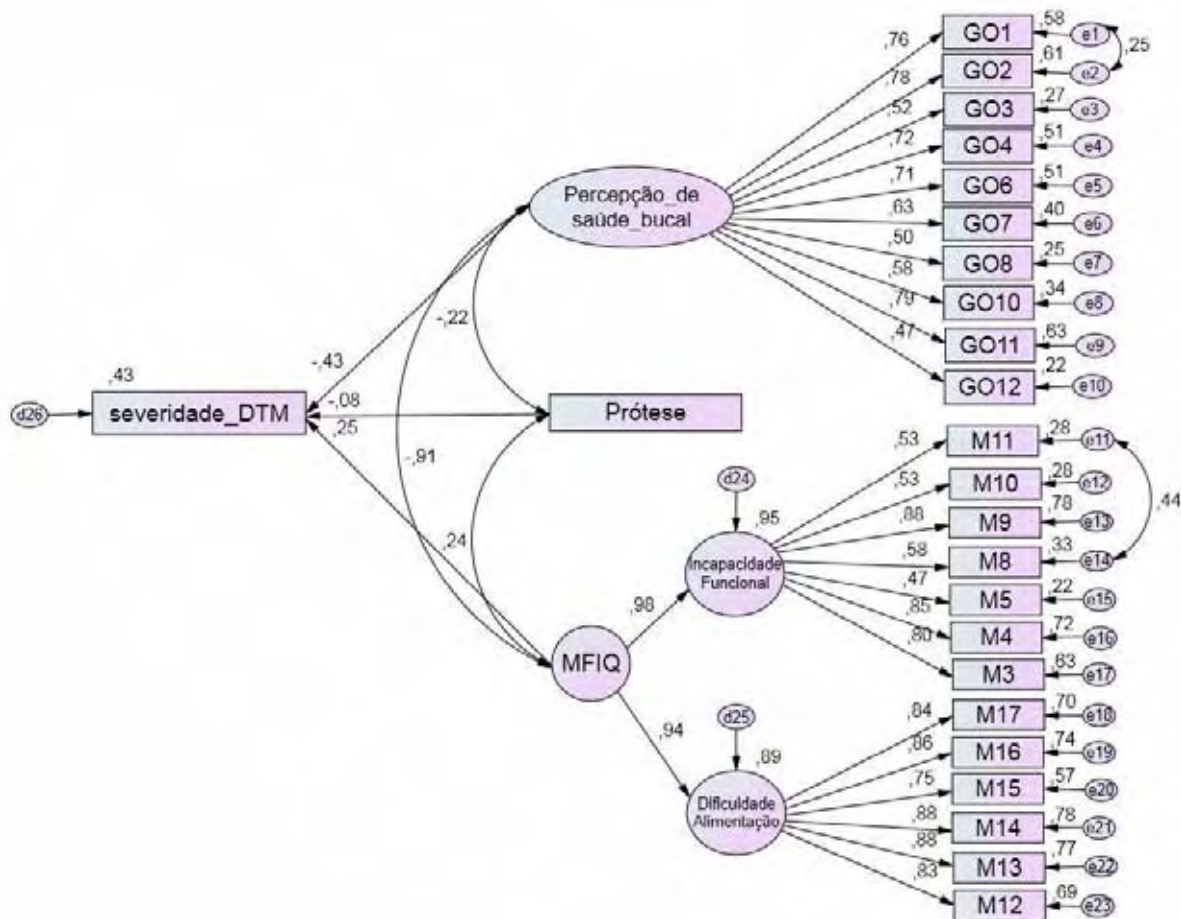 ,58
GO1
e1
,76
,25
,61
GO2
e2
,78
,27
GO3
e3
,52
,51
GO4
e4
,72
,51
GO6
e5
,71
,40
GO7
e6
,63
,25
GO8
e7
,50
,34
GO10
e8
,58
,63
GO11
e9
,79
,22
GO12
e10
,47
Percepção_de
saúde_bucal
-,22
-,43
,43
d26
severidade_DTM
-,08
,25
-,91
Prótese
,24
MFIQ
,98
,94
d24
,95
Incapacidade
Funcional
,28
M11
e11
,53
,44
,28
M10
e12
,53
,78
M9
e13
,88
,33
M8
e14
,58
,22
M5
e15
,47
,72
M4
e16
,85
,63
M3
e17
,80
d25
,89
Dificuldade
Alimentação
,70
M17
e18
,84
,74
M16
e19
,86
,57
M15
e20
,75
,78
M14
e21
,88
,77
M13
e22
,88
,69
M12
e23
,83